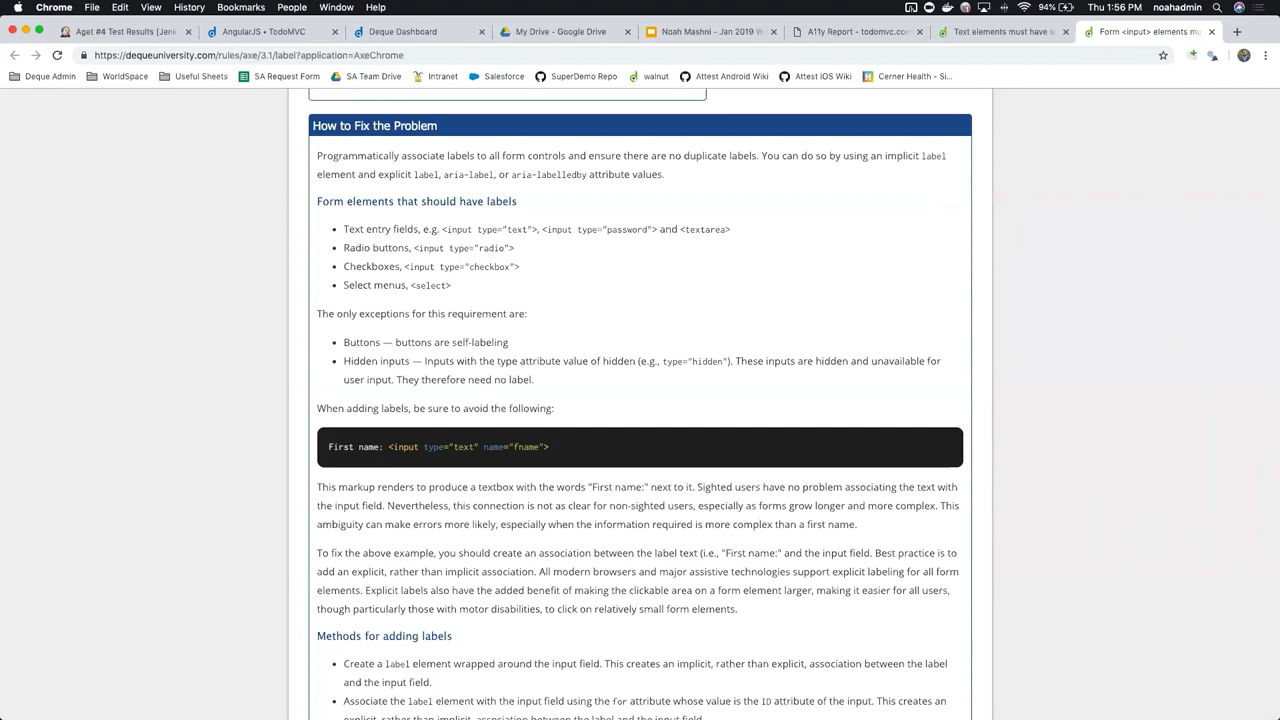 Chrome File Edit View History Bookmarks People Window Help 94% Thu 1:56 PM noahadmin
Aget #4 Test Results [Jenk
AngularJS • TodoMVC
Deque Dashboard
My Drive - Google Drive
Noah Mashni - Jan 2019 W
A11y Report - todomvc.com
Text elements must have s
Form <input> elements mu
https://dequeuniversity.com/rules/axe/3.1/label?application=AxeChrome
Deque Admin WorldSpace Useful Sheets SA Request Form SA Team Drive Intranet Salesforce SuperDemo Repo walnut Attest Android Wiki Attest iOS Wiki Cerner Health - Si...
How to Fix the Problem
Programmatically associate labels to all form controls and ensure there are no duplicate labels. You can do so by using an implicit label
element and explicit label, aria-label, or aria-labelledby attribute values.
Form elements that should have labels
• Text entry fields, e.g. <input type="text">, <input type="password"> and <textarea>
• Radio buttons, <input type="radio">
• Checkboxes, <input type="checkbox">
• Select menus, <select>
The only exceptions for this requirement are:
• Buttons — buttons are self-labeling
• Hidden inputs — Inputs with the type attribute value of hidden (e.g., type="hidden"). These inputs are hidden and unavailable for
user input. They therefore need no label.
When adding labels, be sure to avoid the following:
First name: <input type="text" name="fname">
This markup renders to produce a textbox with the words "First name:" next to it. Sighted users have no problem associating the text with
the input field. Nevertheless, this connection is not as clear for non-sighted users, especially as forms grow longer and more complex. This
ambiguity can make errors more likely, especially when the information required is more complex than a first name.
To fix the above example, you should create an association between the label text (i.e., "First name:" and the input field. Best practice is to
add an explicit, rather than implicit association. All modern browsers and major assistive technologies support explicit labeling for all form
elements. Explicit labels also have the added benefit of making the clickable area on a form element larger, making it easier for all users,
though particularly those with motor disabilities, to click on relatively small form elements.
Methods for adding labels
• Create a label element wrapped around the input field. This creates an implicit, rather than explicit, association between the label
and the input field.
• Associate the label element with the input field using the for attribute whose value is the ID attribute of the input. This creates an
explicit, rather than implicit, association between the label and the input field.